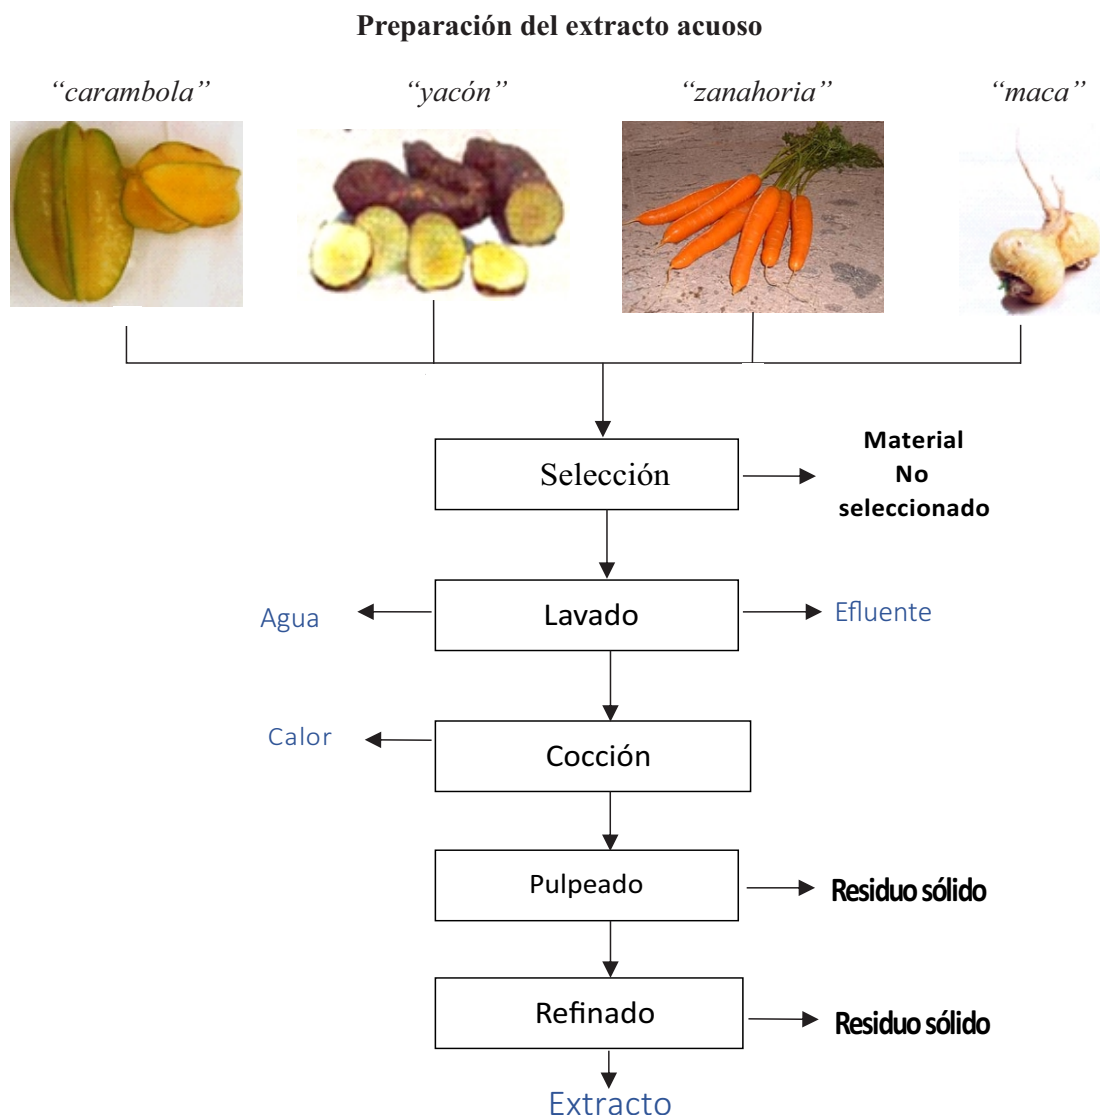 Preparación del extracto acuoso
“carambola” “yacón” “zanahoria” “maca”
Selección
Material
No
seleccionado
Agua
Lavado
Efluente
Calor
Cocción
Pulpeado
Residuo sólido
Refinado
Residuo sólido
Extracto